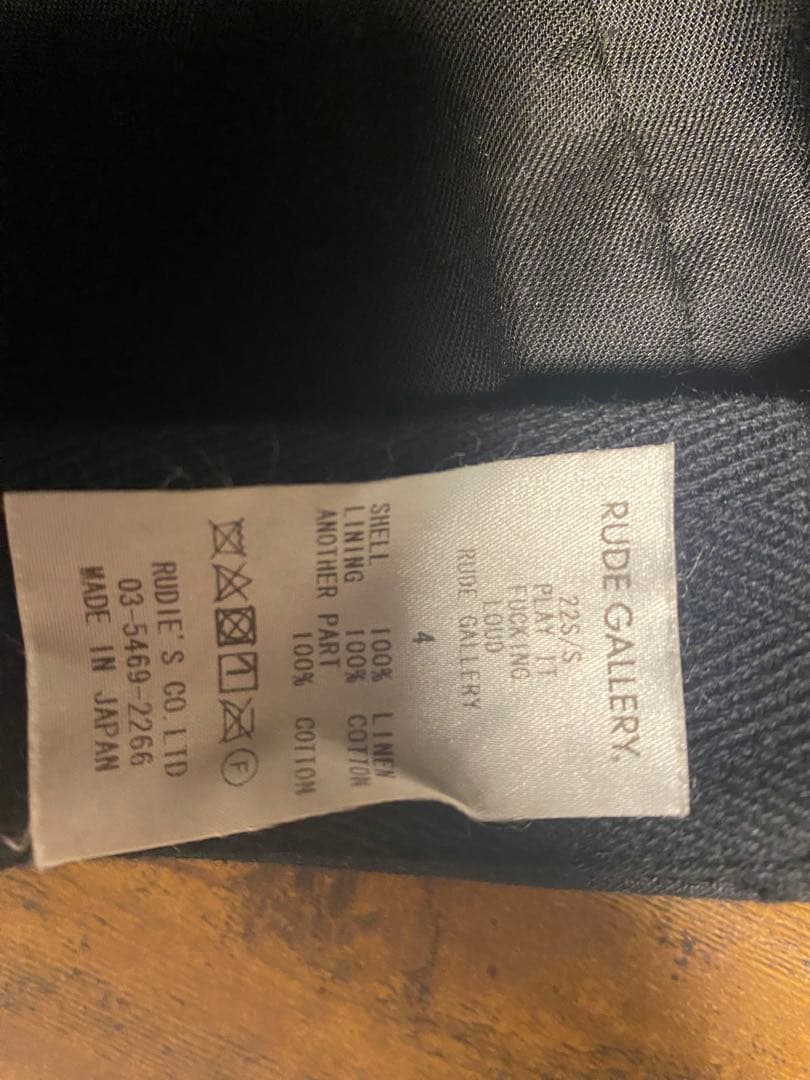 RUDE GALLERY,
22S/S
PLAY IT
FUCKING
LOUD
RUDE GALLERY
4
SHELL 100% LINEN
LINING 100% COTTON
ANOTHER PART
100% COTTON
F
RUDIE'S CO.LTD
03-5469-2266
MADE IN JAPAN